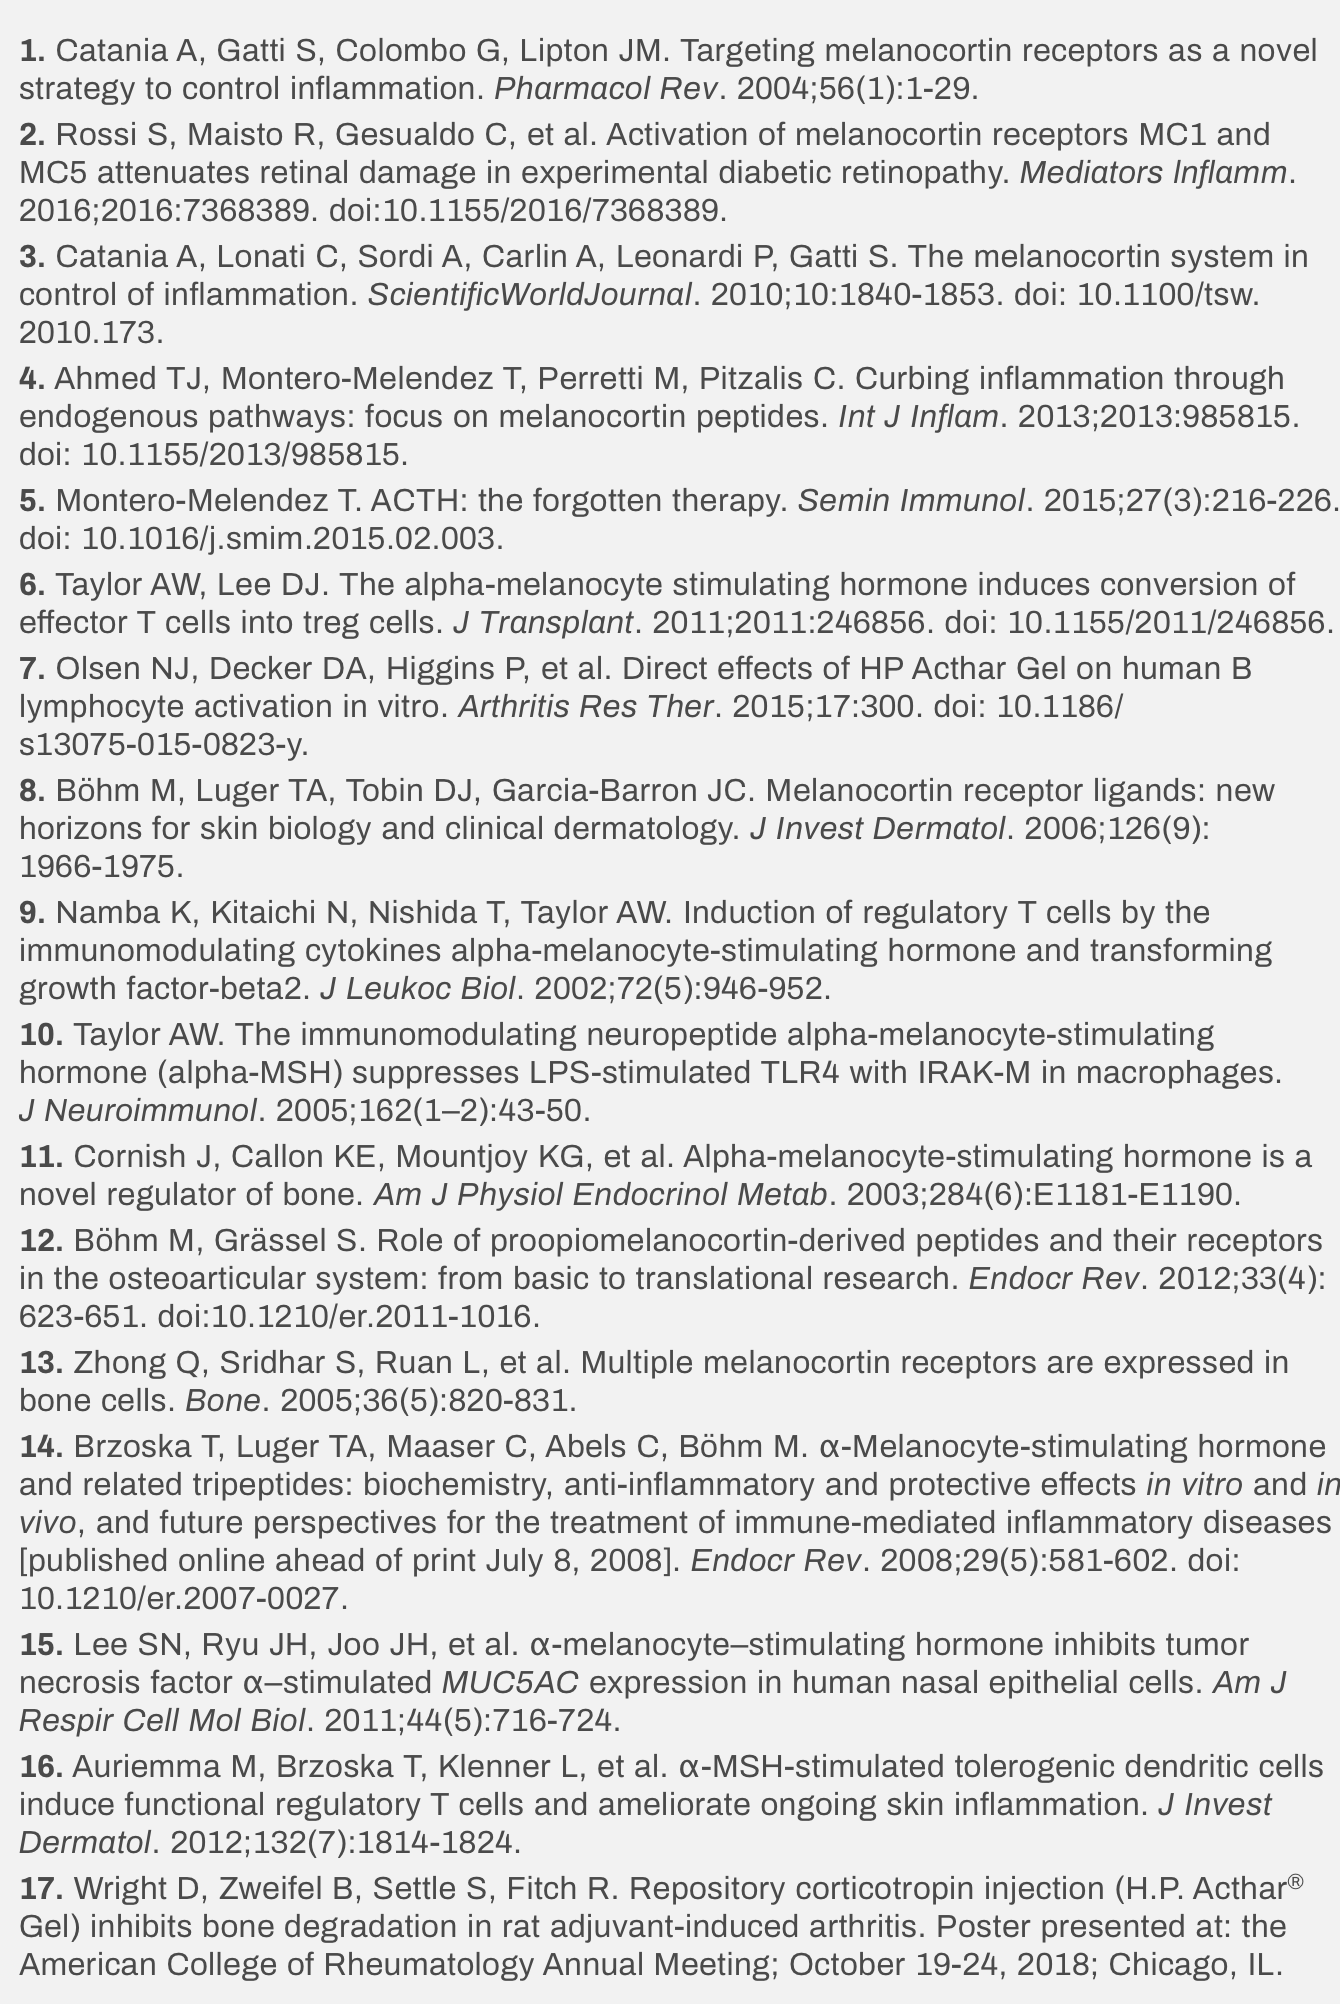 1. Catania A, Gatti S, Colombo G, Lipton JM. Targeting melanocortin receptors as a novel
strategy to control inflammation. Pharmacol Rev. 2004;56(1):1-29.
2. Rossi S, Maisto R, Gesualdo C, et al. Activation of melanocortin receptors MC1 and
MC5 attenuates retinal damage in experimental diabetic retinopathy. Mediators Inflamm.
2016;2016:7368389. doi:10.1155/2016/7368389.
3. Catania A, Lonati C, Sordi A, Carlin A, Leonardi P, Gatti S. The melanocortin system in
control of inflammation. ScientificWorldJournal. 2010;10:1840-1853. doi: 10.1100/tsw.
2010.173.
4. Ahmed TJ, Montero-Melendez T, Perretti M, Pitzalis C. Curbing inflammation through
endogenous pathways: focus on melanocortin peptides. Int J Inflam. 2013;2013:985815.
doi: 10.1155/2013/985815.
5. Montero-Melendez T. ACTH: the forgotten therapy. Semin Immunol. 2015;27(3):216-226.
doi: 10.1016/j.smim.2015.02.003.
6. Taylor AW, Lee DJ. The alpha-melanocyte stimulating hormone induces conversion of
effector T cells into treg cells. J Transplant. 2011;2011:246856. doi: 10.1155/2011/246856.
7. Olsen NJ, Decker DA, Higgins P, et al. Direct effects of HP Acthar Gel on human B
lymphocyte activation in vitro. Arthritis Res Ther. 2015;17:300. doi: 10.1186/
s13075-015-0823-y.
8. Böhm M, Luger TA, Tobin DJ, Garcia-Barron JC. Melanocortin receptor ligands: new
horizons for skin biology and clinical dermatology. J Invest Dermatol. 2006;126(9):
1966-1975.
9. Namba K, Kitaichi N, Nishida T, Taylor AW. Induction of regulatory T cells by the
immunomodulating cytokines alpha-melanocyte-stimulating hormone and transforming
growth factor-beta2. J Leukoc Biol. 2002;72(5):946-952.
10. Taylor AW. The immunomodulating neuropeptide alpha-melanocyte-stimulating
hormone (alpha-MSH) suppresses LPS-stimulated TLR4 with IRAK-M in macrophages.
J Neuroimmunol. 2005;162(1–2):43-50.
11. Cornish J, Callon KE, Mountjoy KG, et al. Alpha-melanocyte-stimulating hormone is a
novel regulator of bone. Am J Physiol Endocrinol Metab. 2003;284(6):E1181-E1190.
12. Böhm M, Grässel S. Role of proopiomelanocortin-derived peptides and their receptors
in the osteoarticular system: from basic to translational research. Endocr Rev. 2012;33(4):
623-651. doi:10.1210/er.2011-1016.
13. Zhong Q, Sridhar S, Ruan L, et al. Multiple melanocortin receptors are expressed in
bone cells. Bone. 2005;36(5):820-831.
14. Brzoska T, Luger TA, Maaser C, Abels C, Böhm M. α-Melanocyte-stimulating hormone
and related tripeptides: biochemistry, anti-inflammatory and protective effects in vitro and in
vivo, and future perspectives for the treatment of immune-mediated inflammatory diseases
[published online ahead of print July 8, 2008]. Endocr Rev. 2008;29(5):581-602. doi:
10.1210/er.2007-0027.
15. Lee SN, Ryu JH, Joo JH, et al. α-melanocyte–stimulating hormone inhibits tumor
necrosis factor α–stimulated MUC5AC expression in human nasal epithelial cells. Am J
Respir Cell Mol Biol. 2011;44(5):716-724.
16. Auriemma M, Brzoska T, Klenner L, et al. α-MSH-stimulated tolerogenic dendritic cells
induce functional regulatory T cells and ameliorate ongoing skin inflammation. J Invest
Dermatol. 2012;132(7):1814-1824.
17. Wright D, Zweifel B, Settle S, Fitch R. Repository corticotropin injection (H.P. Acthar®
Gel) inhibits bone degradation in rat adjuvant-induced arthritis. Poster presented at: the
American College of Rheumatology Annual Meeting; October 19-24, 2018; Chicago, IL.